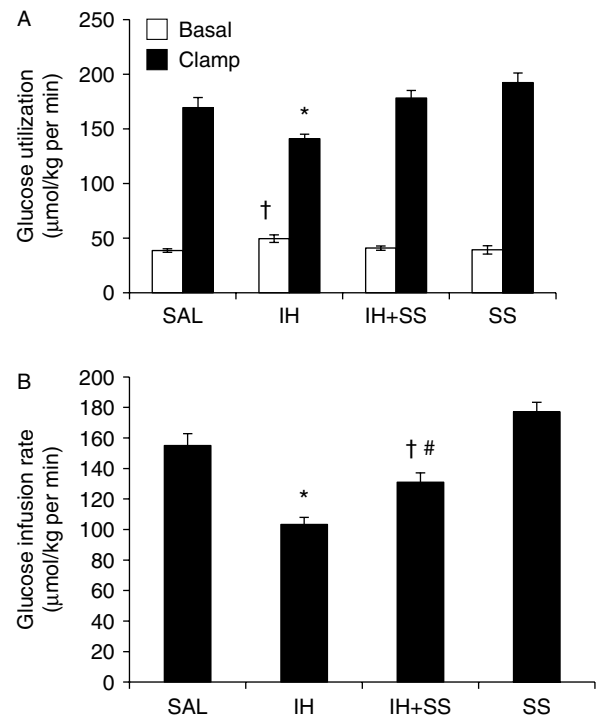 A
Basal
Clamp
Glucose utilization
(μmol/kg per min)
250
200
150
100
50
0
*
†
SAL
IH
IH+SS
SS
B
Glucose infusion rate
(μmol/kg per min)
200
180
160
140
120
100
80
60
40
20
0
*
† #
SAL
IH
IH+SS
SS